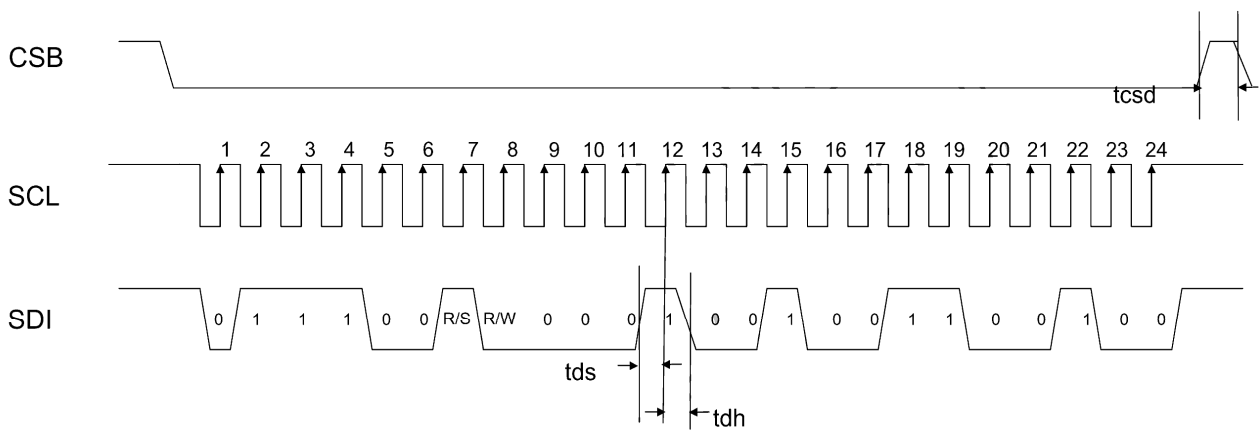 CSB
tcsd
1 2 3 4 5 6 7 8 9 10 11 12 13 14 15 16 17 18 19 20 21 22 23 24
SCL
SDI
0 1 1 1 0 0 R/S R/W 0 0 0 1 0 0 1 0 0 1 1 0 0 1 0 0
tds
tdh